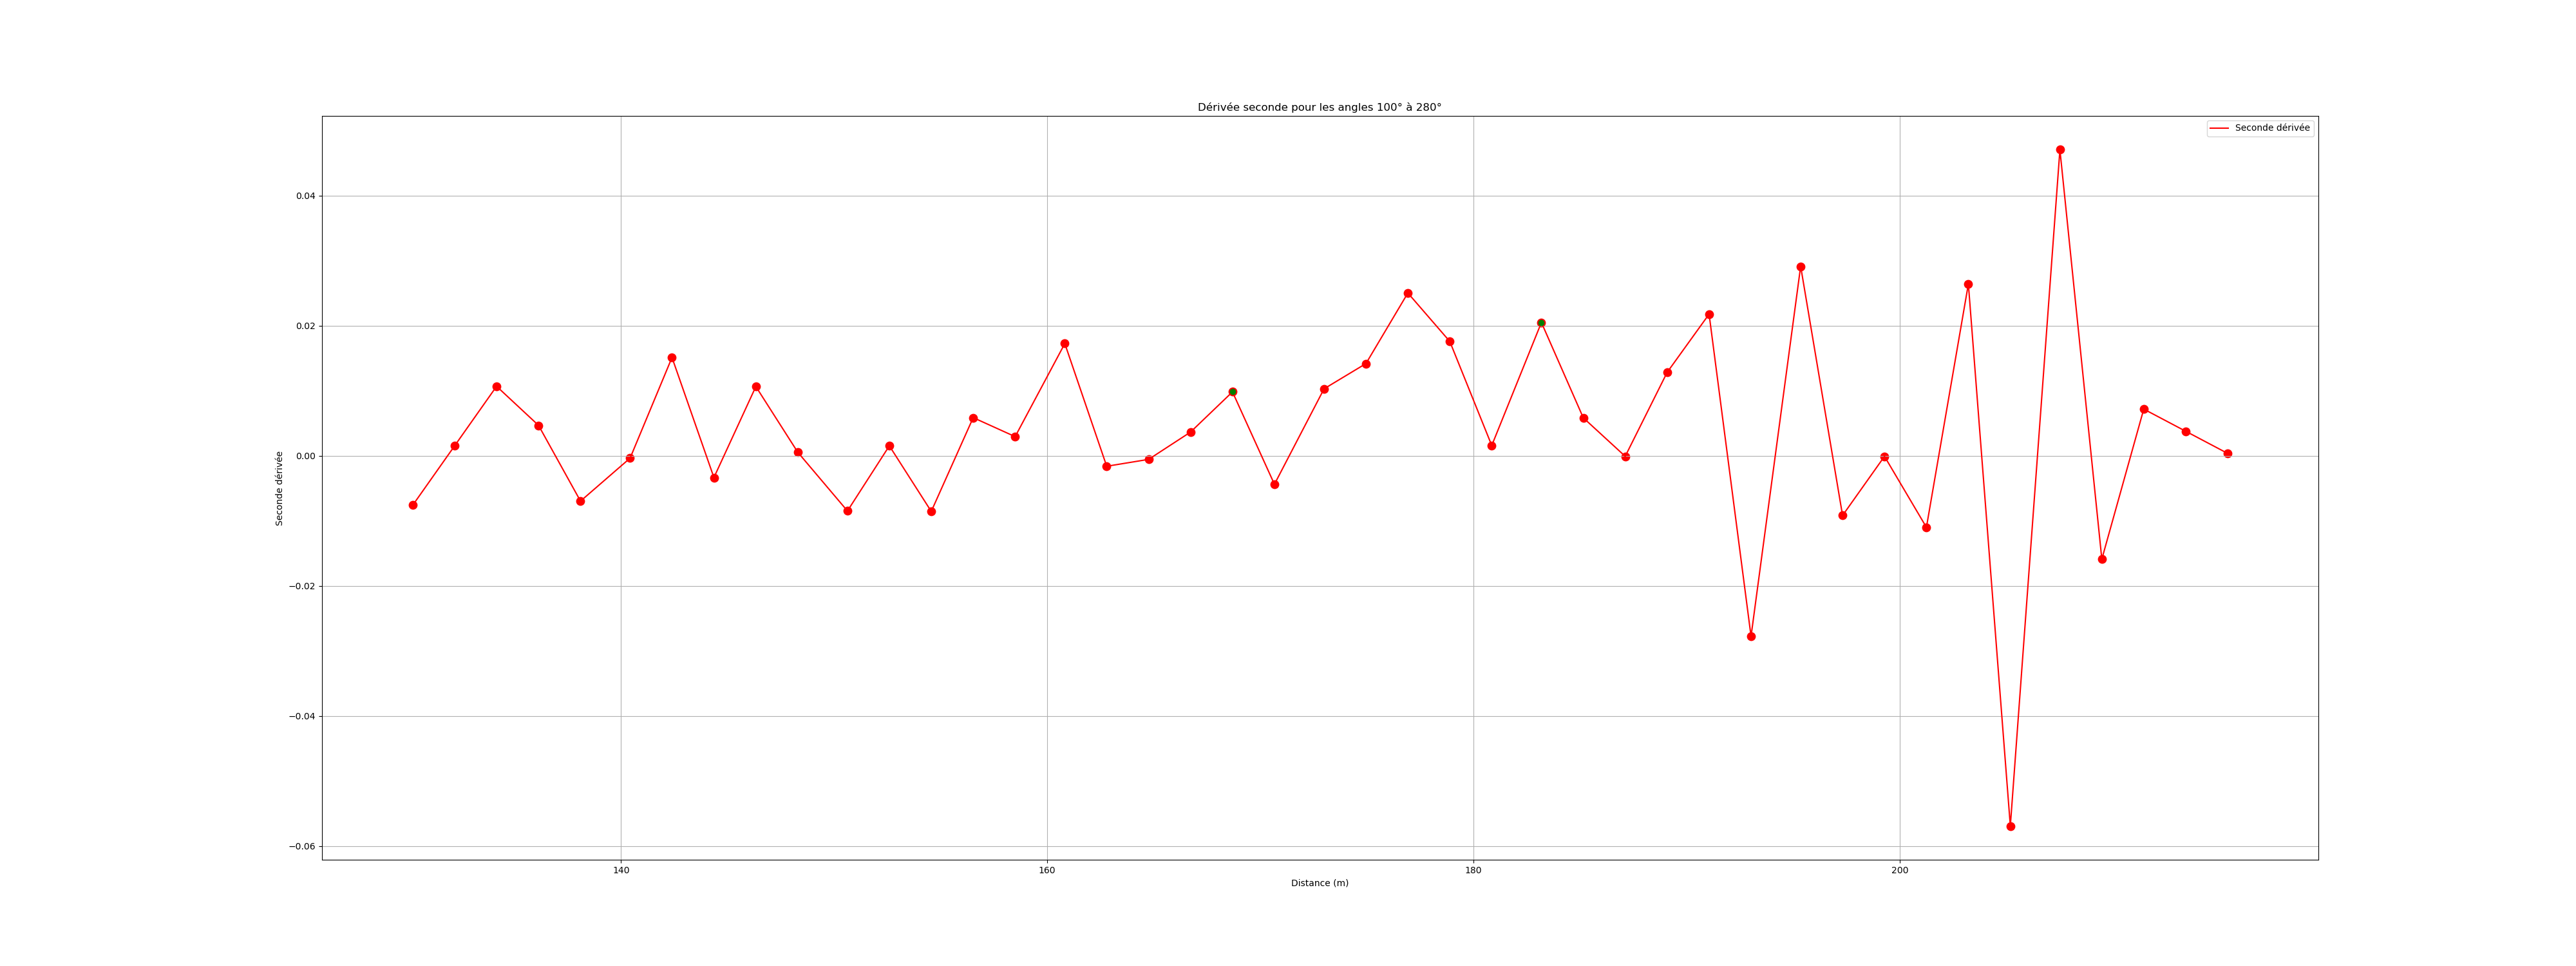 Dérivée seconde pour les angles 100° à 280°
Seconde dérivée
0.04
0.02
0.00
−0.02
−0.04
−0.06
Seconde dérivée
140
160
180
200
Distance (m)